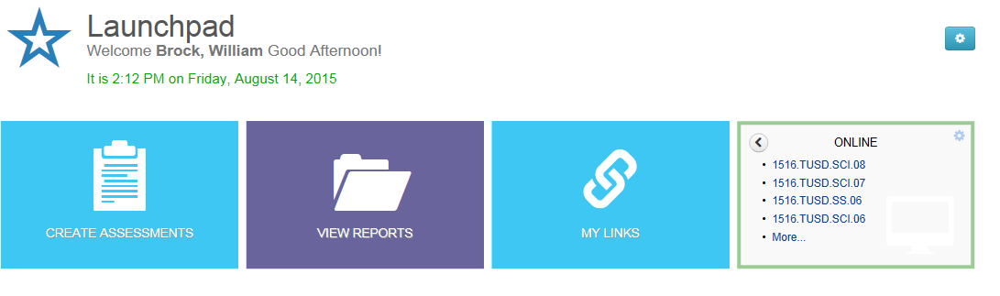 Launchpad
Welcome Brock, William Good Afternoon!
It is 2:12 PM on Friday, August 14, 2015
CREATE ASSESSMENTS
VIEW REPORTS
MY LINKS
ONLINE
1516.TUSD.SCI.08
1516.TUSD.SCI.07
1516.TUSD.SS.06
1516.TUSD.SCI.06
More...